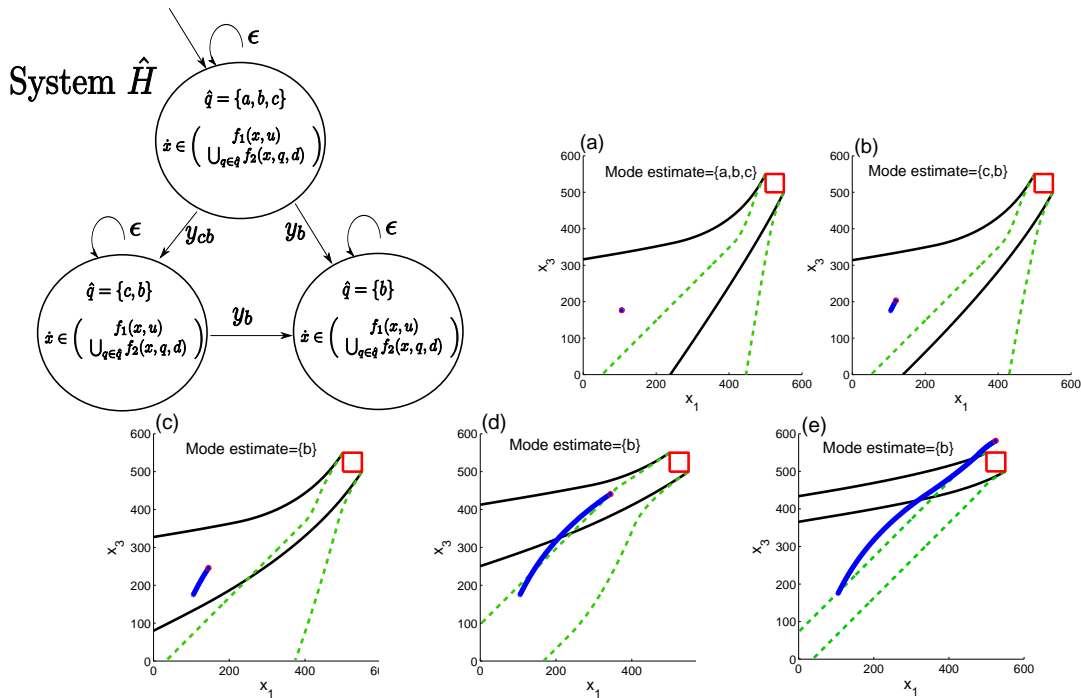 System Ĥ
ϵ
q̂ = {a, b, c}
ẋ ∈ ( f₁(x, u)
⋃_{q∈q̂} f₂(x, q, d) )
y_{cb}
y_b
ϵ
q̂ = {c, b}
ẋ ∈ ( f₁(x, u)
⋃_{q∈q̂} f₂(x, q, d) )
y_b
ϵ
q̂ = {b}
ẋ ∈ ( f₁(x, u)
⋃_{q∈q̂} f₂(x, q, d) )
(a)
Mode estimate={a,b,c}
600
500
400
300
200
100
0
x₃
0 200 400 600
x₁
(b)
Mode estimate={c,b}
600
500
400
300
200
100
0
x₃
0 200 400 600
x₁
(c)
Mode estimate={b}
600
500
400
300
200
100
0
x₃
0 200 400 60
x₁
(d)
Mode estimate={b}
600
500
400
300
200
100
0
x₃
0 200 400
x₁
(e)
Mode estimate={b}
600
500
400
300
200
100
0
x₃
0 200 400 600
x₁